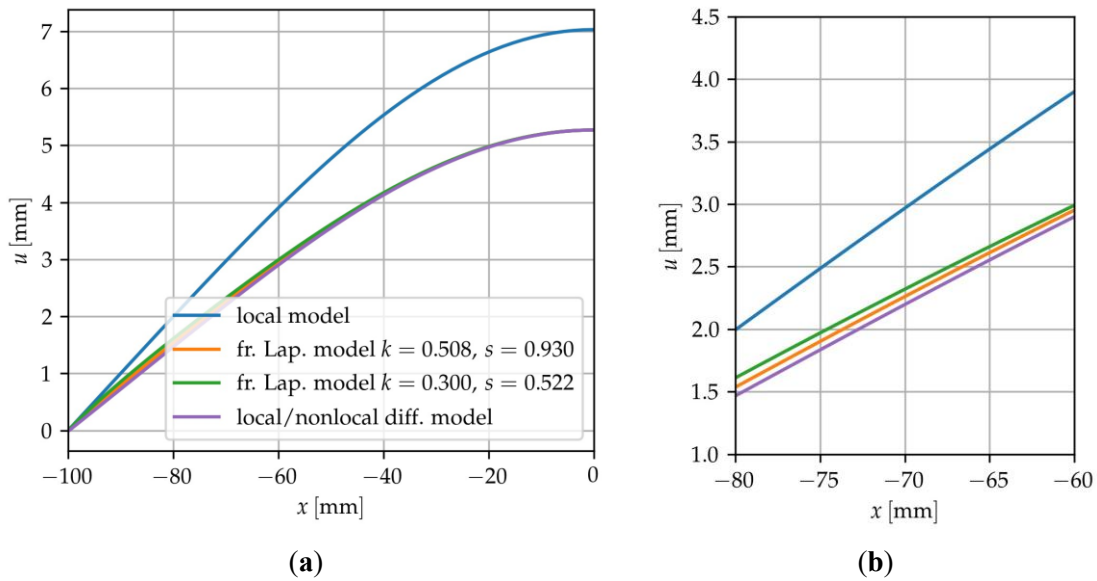 7
6
5
4
3
2
1
0
u [mm]
local model
fr. Lap. model k = 0.508, s = 0.930
fr. Lap. model k = 0.300, s = 0.522
local/nonlocal diff. model
−100 −80 −60 −40 −20 0
x [mm]
(a)
4.5
4.0
3.5
3.0
2.5
2.0
1.5
1.0
u [mm]
−80 −75 −70 −65 −60
x [mm]
(b)